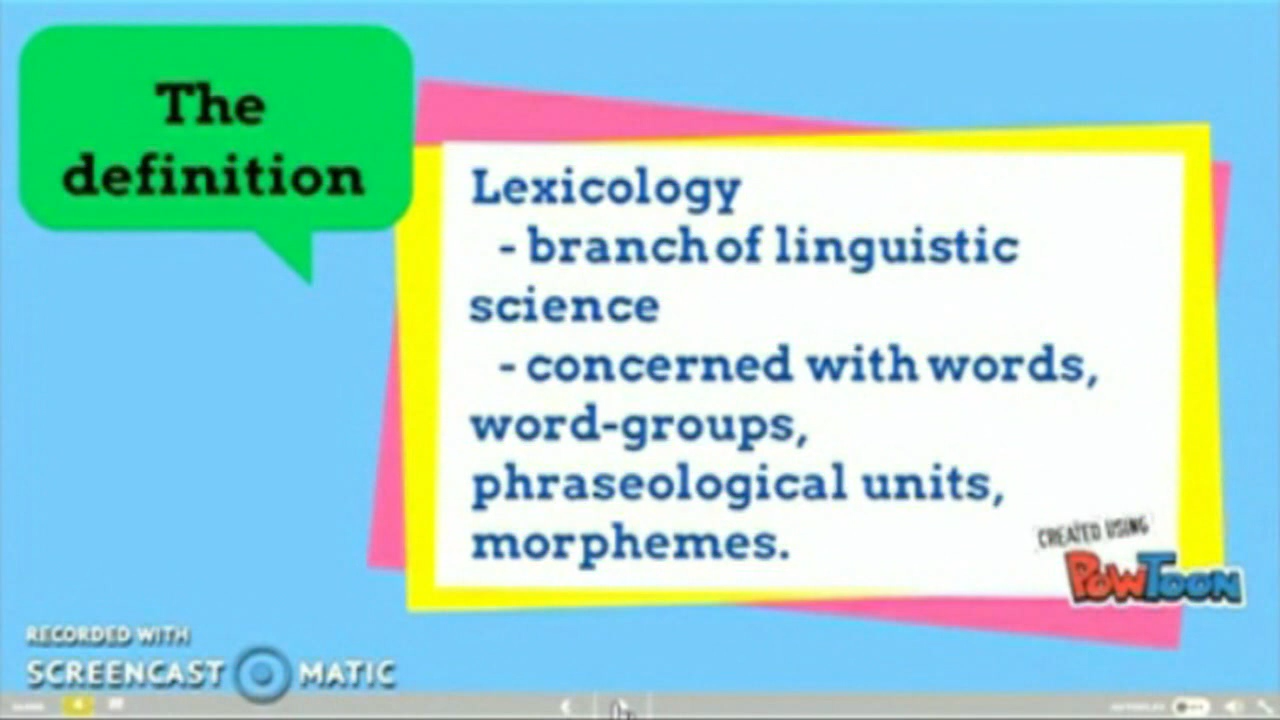 The
definition
Lexicology
- branch of linguistic
science
- concerned with words,
word-groups,
phraseological units,
morphemes.
CREATED USING
POWTOON
RECORDED WITH
SCREENCAST MATIC
4